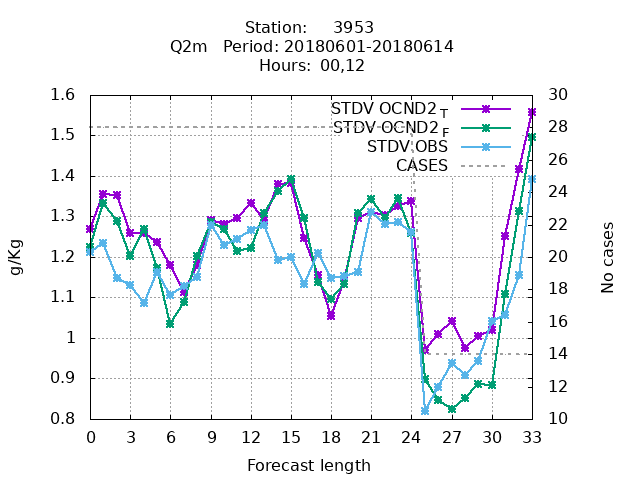 Station: 3953
Q2m Period: 20180601-20180614
Hours: 00,12
1.6 30
STDV OCND2 T
1.5 28
STDV OCND2 F
STDV OBS
26
CASES
1.4 24
1.3 22
1.2 20
1.1 18
1 16
14
0.9 12
0.8 10
g/Kg
No cases
0 3 6 9 12 15 18 21 24 27 30 33
Forecast length